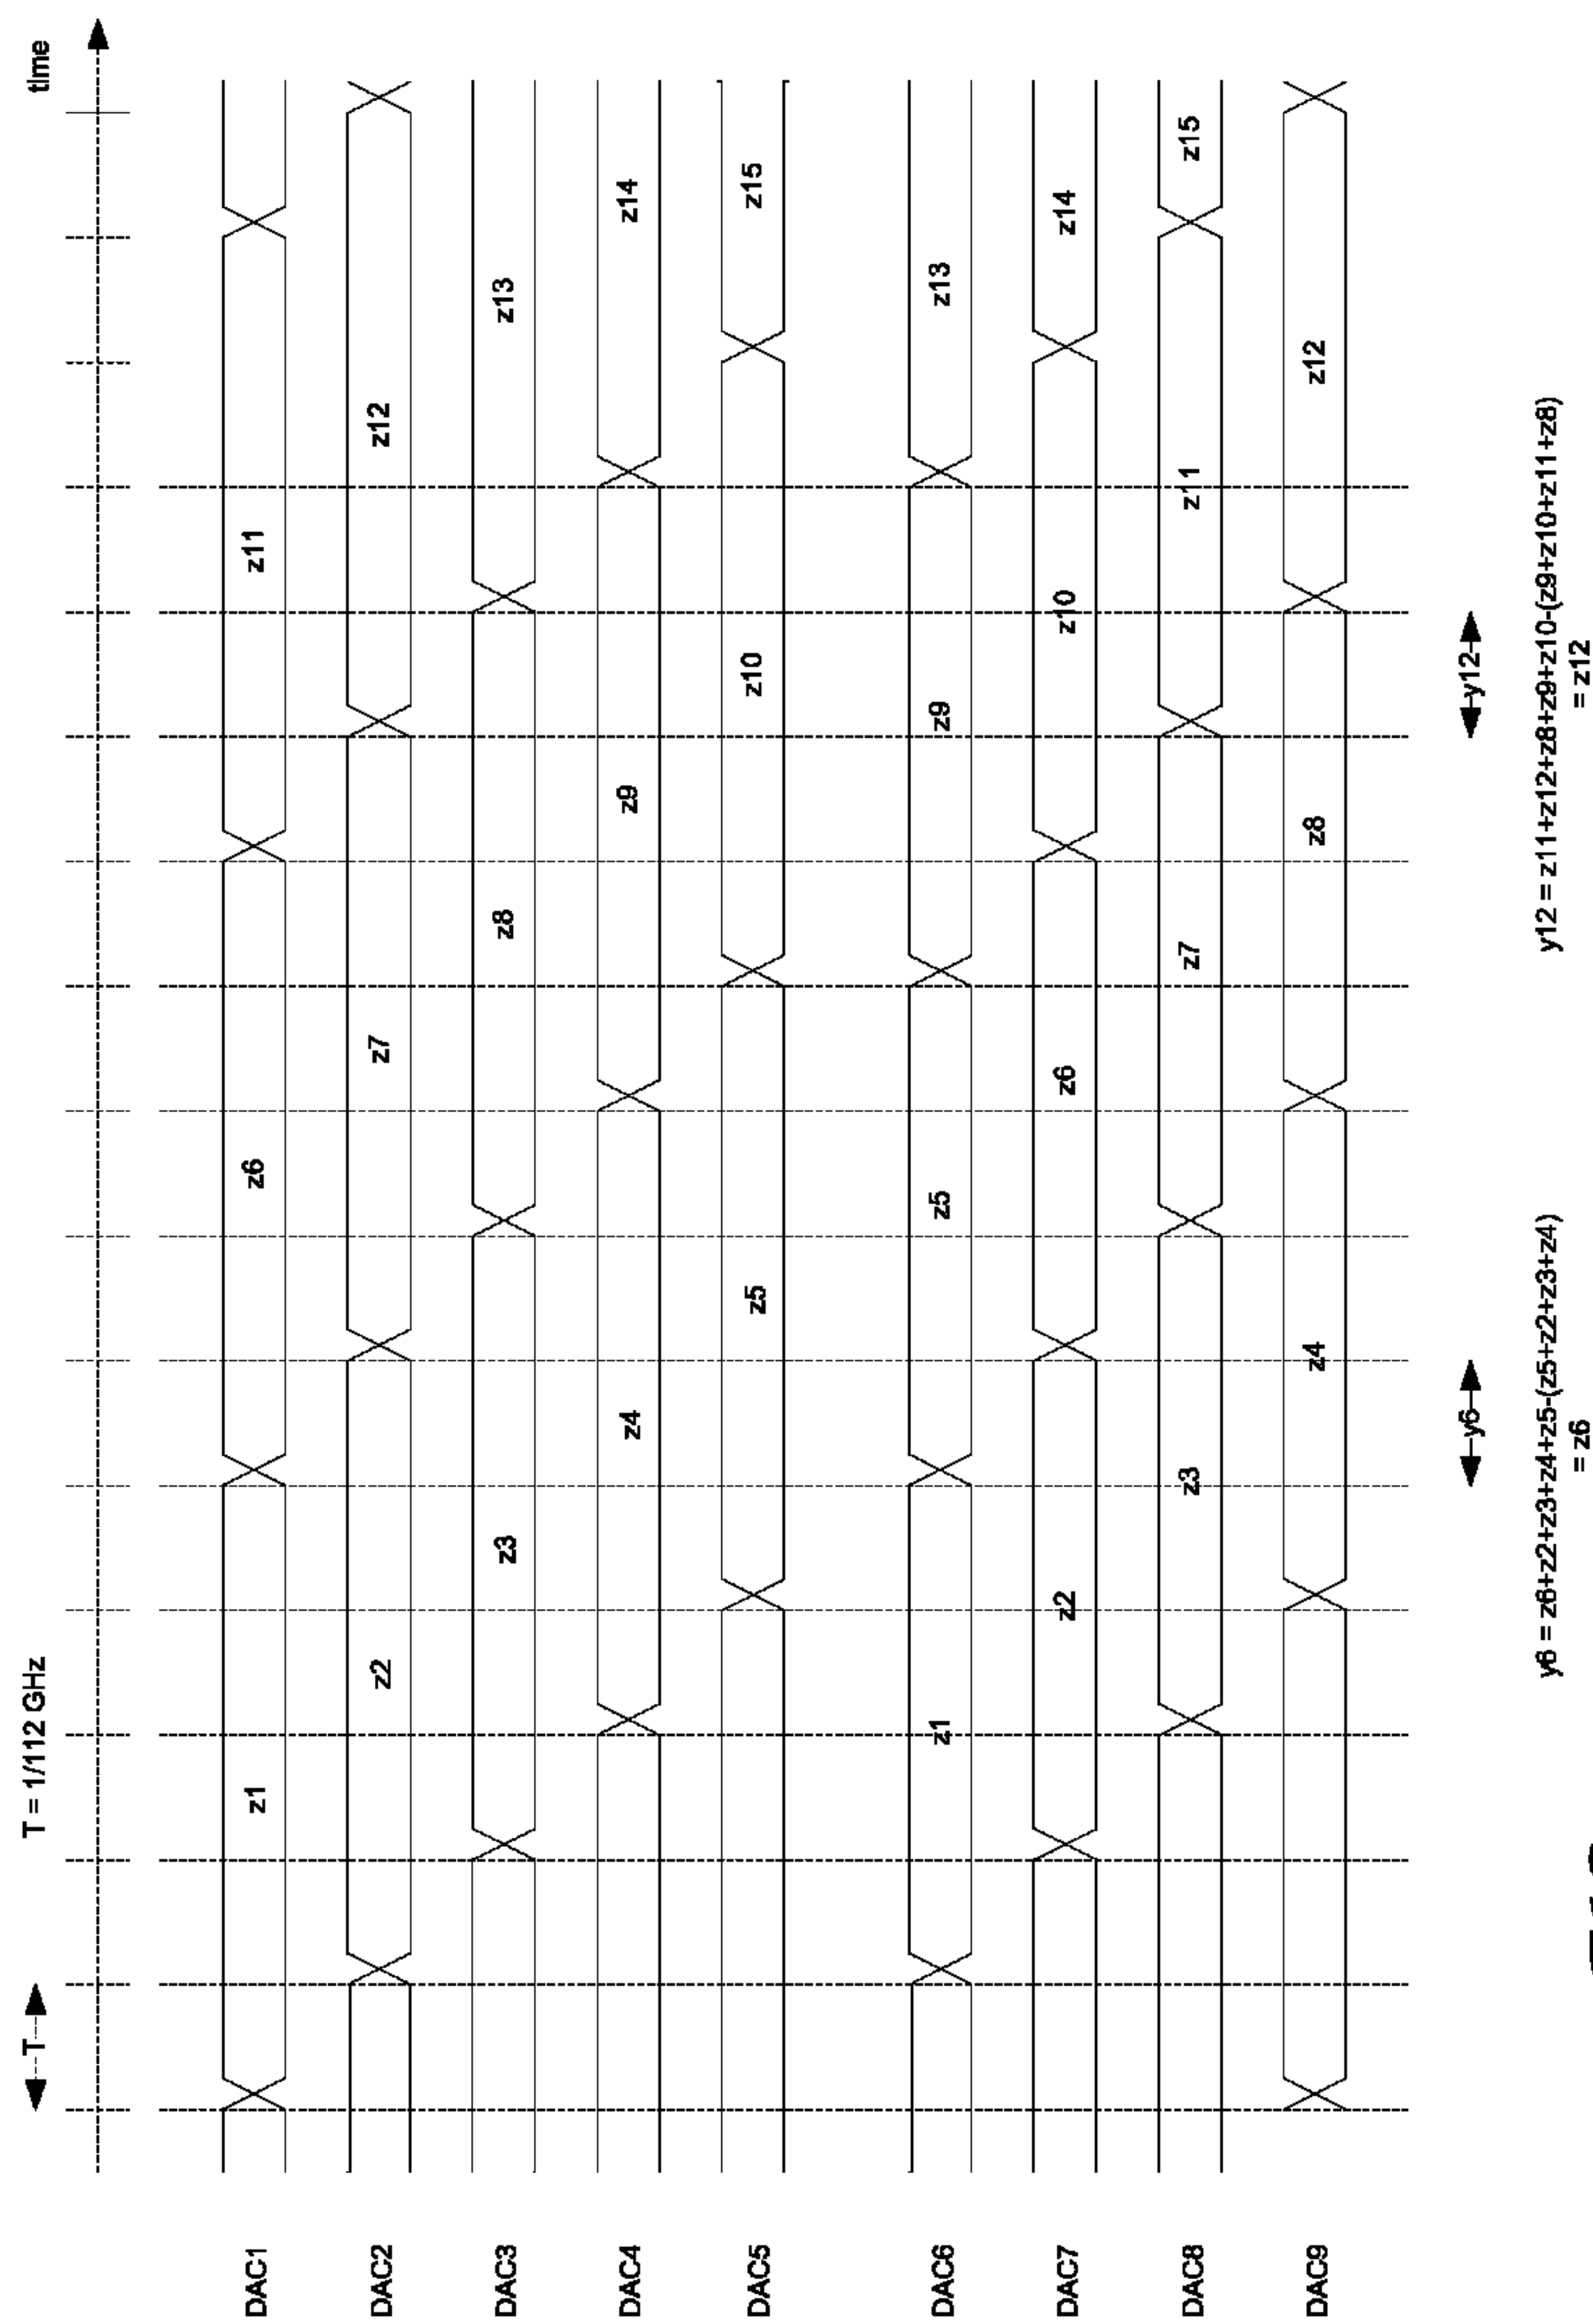 T
T = 1/112 GHz
time
DAC1
z1
z6
z11
DAC2
z2
z7
z12
DAC3
z3
z8
z13
DAC4
z4
z9
z14
DAC5
z5
z10
z15
DAC6
z1
z5
z9
z13
DAC7
z2
z6
z10
z14
DAC8
z3
z7
z11
z15
DAC9
z4
z8
z12
y6
y12
y6 = z6+z2+z3+z4+z5-(z5+z2+z3+z4)
= z6
y12 = z11+z12+z8+z9+z10-(z9+z10+z11+z8)
= z12